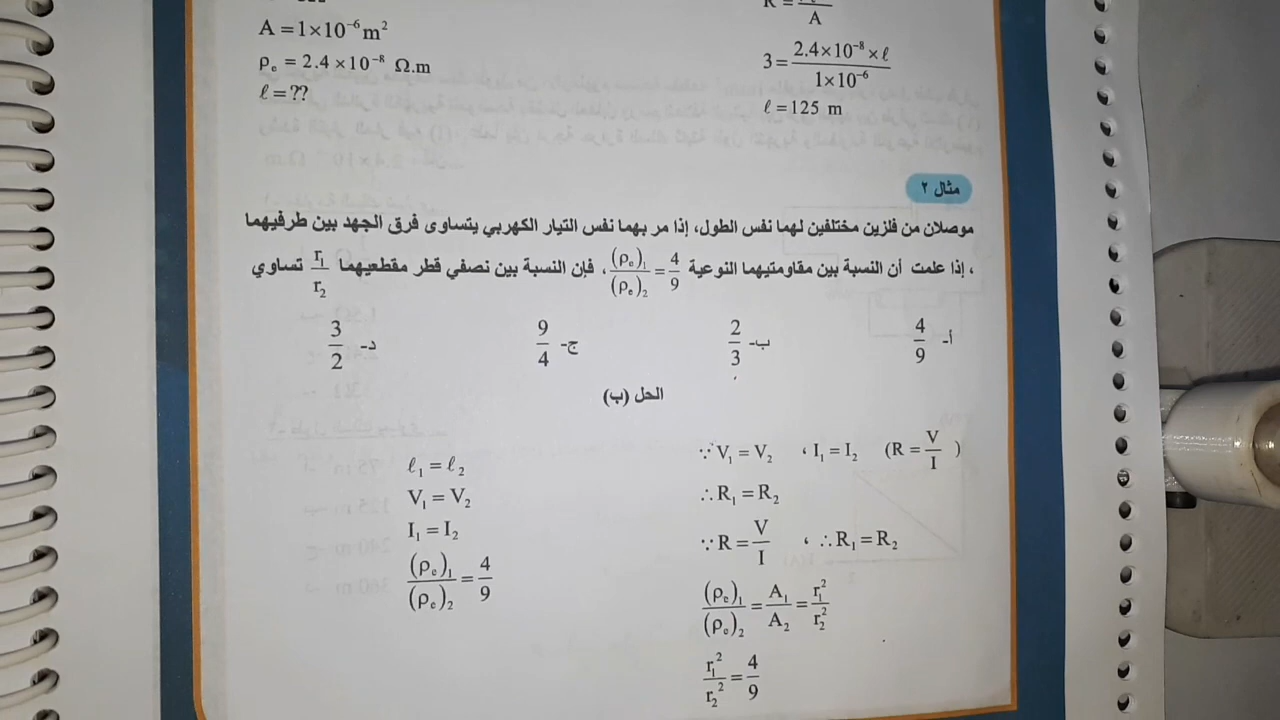 A = 1×10⁻⁶ m²
ρₑ = 2.4 ×10⁻⁸ Ω.m
ℓ = ??
A
3 = (2.4×10⁻⁸ × ℓ) / (1×10⁻⁶)
ℓ = 125 m
مثال ٢
موصلان من فلزين مختلفين لهما نفس الطول، إذا مر بهما نفس التيار الكهربي يتساوى فرق الجهد بين طرفيهما
، إذا علمت أن النسبة بين مقاومتيهما النوعية (ρₑ)₁/(ρₑ)₂ = 4/9، فإن النسبة بين نصفي قطر مقطعيهما r₁/r₂ تساوي
أ- 4/9 ب- 2/3 ج- 9/4 د- 3/2
الحل (ب)
∵ V₁ = V₂ ، I₁ = I₂ (R = V/I)
∴ R₁ = R₂
∵ R = V/I ، ∴ R₁ = R₂
(ρₑ)₁/(ρₑ)₂ = A₁/A₂ = r₁²/r₂²
r₁²/r₂² = 4/9
ℓ₁ = ℓ₂
V₁ = V₂
I₁ = I₂
(ρₑ)₁/(ρₑ)₂ = 4/9